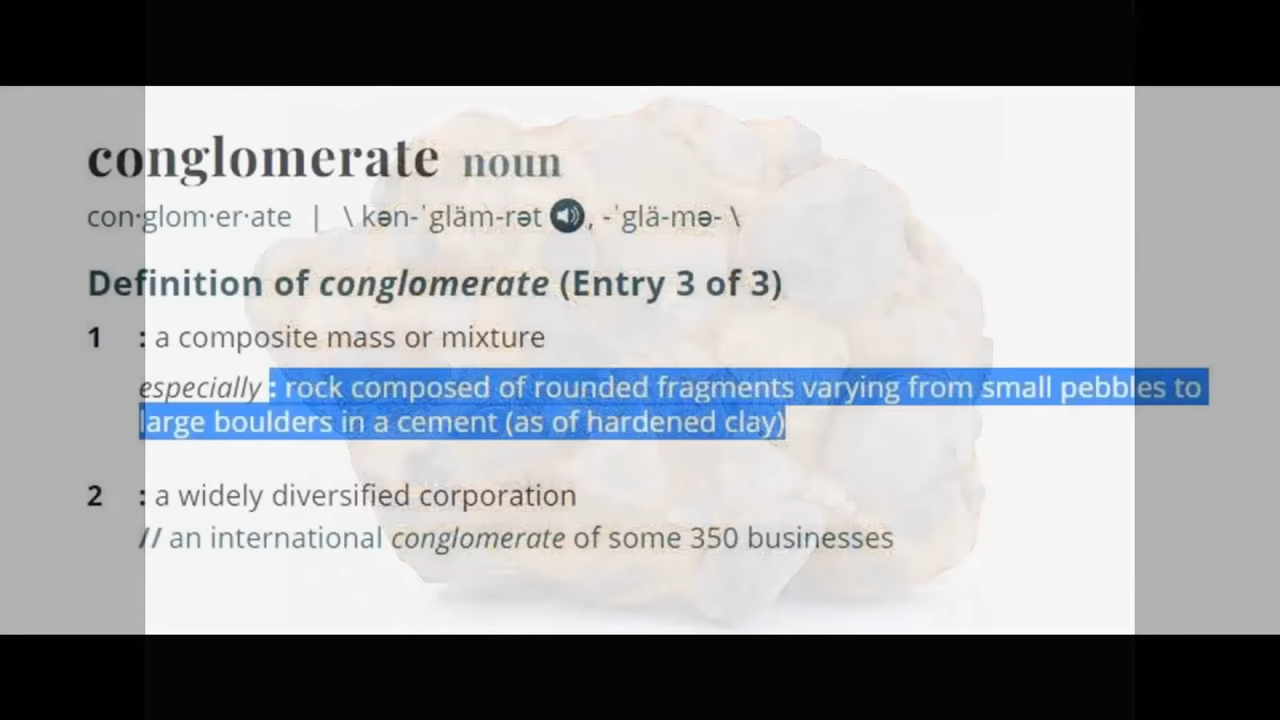 conglomerate noun
con·glom·er·ate | \ kən-ˈgläm-rət , -ˈglä-mə- \
Definition of conglomerate (Entry 3 of 3)
1 : a composite mass or mixture
especially : rock composed of rounded fragments varying from small pebbles to
large boulders in a cement (as of hardened clay)
2 : a widely diversified corporation
// an international conglomerate of some 350 businesses